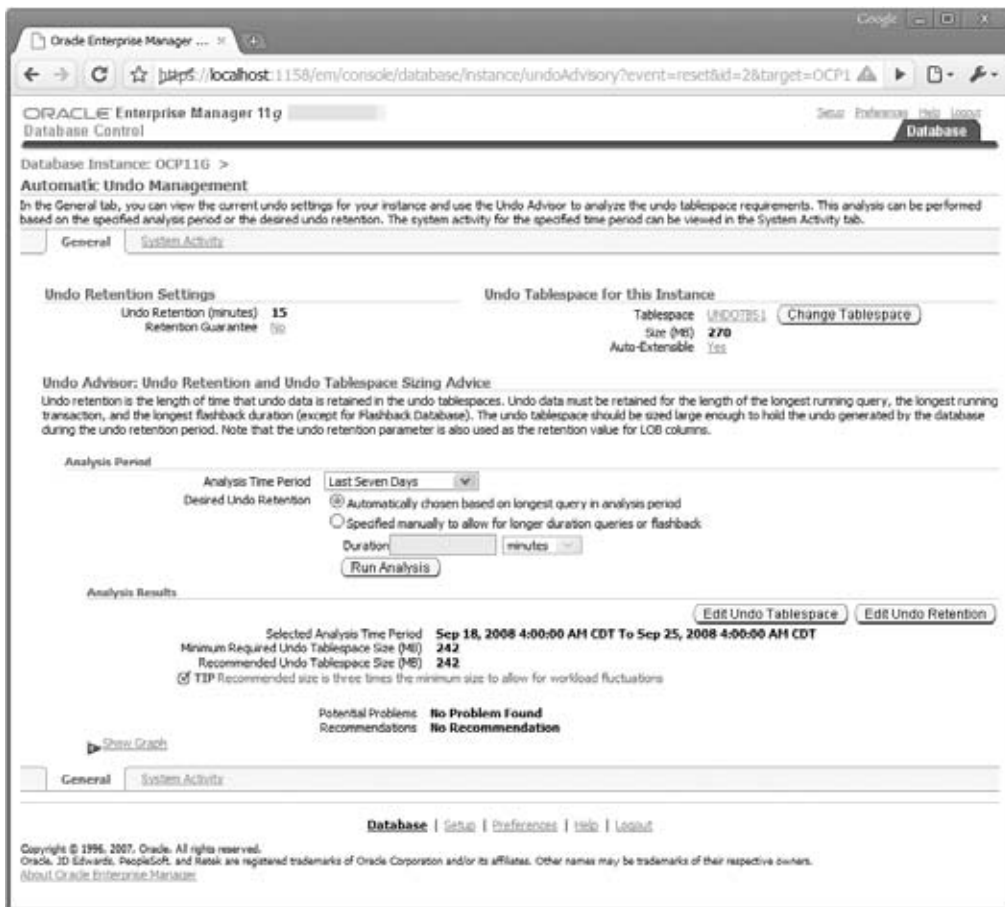 Google
Oracle Enterprise Manager ...
https://localhost:1158/em/console/database/instance/undoAdvisory?event=reset&id=2&target=OCP1
ORACLE Enterprise Manager 11g
Database Control
Setup Preferences Help Logout
Database
Database Instance: OCP11G >
Automatic Undo Management
In the General tab, you can view the current undo settings for your instance and use the Undo Advisor to analyze the undo tablespace requirements. This analysis can be performed
based on the specified analysis period or the desired undo retention. The system activity for the specified time period can be viewed in the System Activity tab.
General System Activity
Undo Retention Settings
Undo Retention (minutes) 15
Retention Guarantee No
Undo Tablespace for this Instance
Tablespace UNDOTBS1 Change Tablespace
Size (MB) 270
Auto-Extensible Yes
Undo Advisor: Undo Retention and Undo Tablespace Sizing Advice
Undo retention is the length of time that undo data is retained in the undo tablespaces. Undo data must be retained for the length of the longest running query, the longest running
transaction, and the longest flashback duration (except for Flashback Database). The undo tablespace should be sized large enough to hold the undo generated by the database
during the undo retention period. Note that the undo retention parameter is also used as the retention value for LOB columns.
Analysis Period
Analysis Time Period Last Seven Days
Desired Undo Retention Automatically chosen based on longest query in analysis period
Specified manually to allow for longer duration queries or flashback
Duration minutes
Run Analysis
Analysis Results
Edit Undo Tablespace Edit Undo Retention
Selected Analysis Time Period Sep 18, 2008 4:00:00 AM CDT To Sep 25, 2008 4:00:00 AM CDT
Minimum Required Undo Tablespace Size (MB) 242
Recommended Undo Tablespace Size (MB) 242
TIP Recommended size is three times the minimum size to allow for workload fluctuations
Potential Problems No Problem Found
Recommendations No Recommendation
Show Graph
General System Activity
Database | Setup | Preferences | Help | Logout
Copyright © 1996, 2007, Oracle. All rights reserved.
Oracle, JD Edwards, PeopleSoft, and Retek are registered trademarks of Oracle Corporation and/or its affiliates. Other names may be trademarks of their respective owners.
About Oracle Enterprise Manager